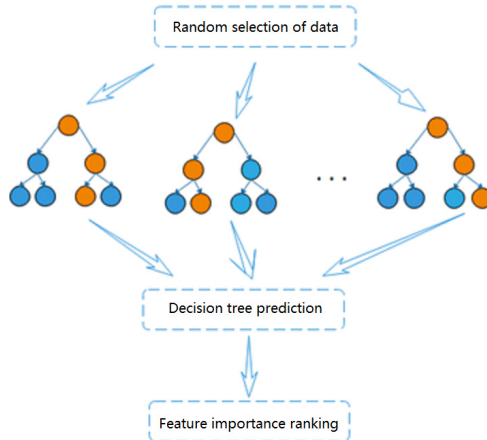 Random selection of data
...
Decision tree prediction
Feature importance ranking